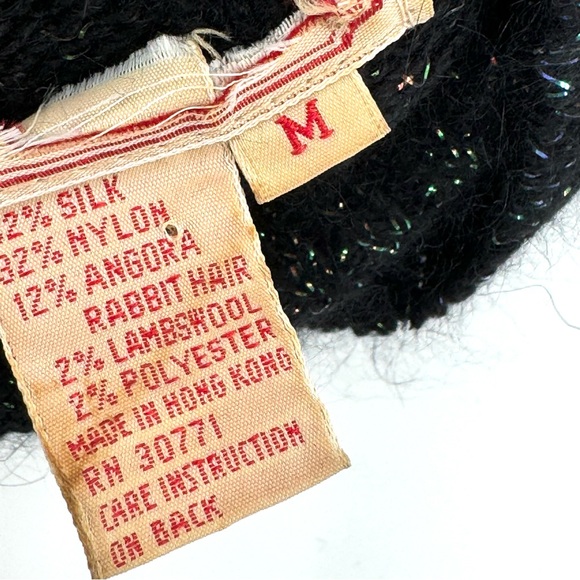 M
2% SILK
32% NYLON
12% ANGORA
RABBIT HAIR
2% LAMBSWOOL
2% POLYESTER
MADE IN HONG KONG
RN 30771
CARE INSTRUCTION
ON BACK